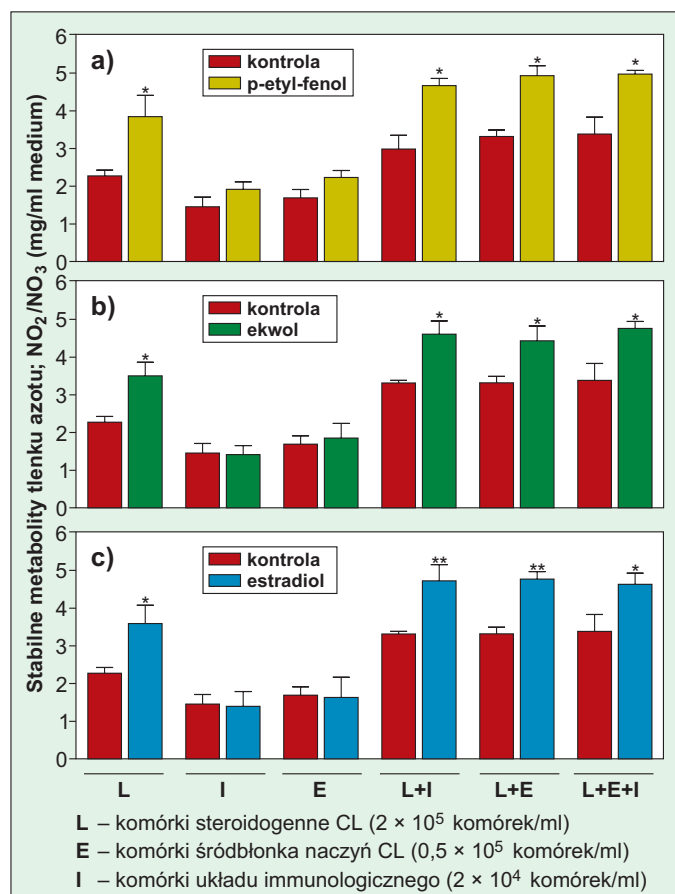 Stabilne metabolity tlenku azotu; NO₂/NO₃ (mg/ml medium)
a)
kontrola
p-etyl-fenol
6
5
4
3
2
1
0
*
*
*
*
b)
kontrola
ekwol
6
5
4
3
2
1
0
*
*
*
*
c)
kontrola
estradiol
6
5
4
3
2
1
0
*
**
**
*
L I E L+I L+E L+E+I
L – komórki steroidogenne CL (2 × 10⁵ komórek/ml)
E – komórki śródbłonka naczyń CL (0,5 × 10⁵ komórek/ml)
I – komórki układu immunologicznego (2 × 10⁴ komórek/ml)